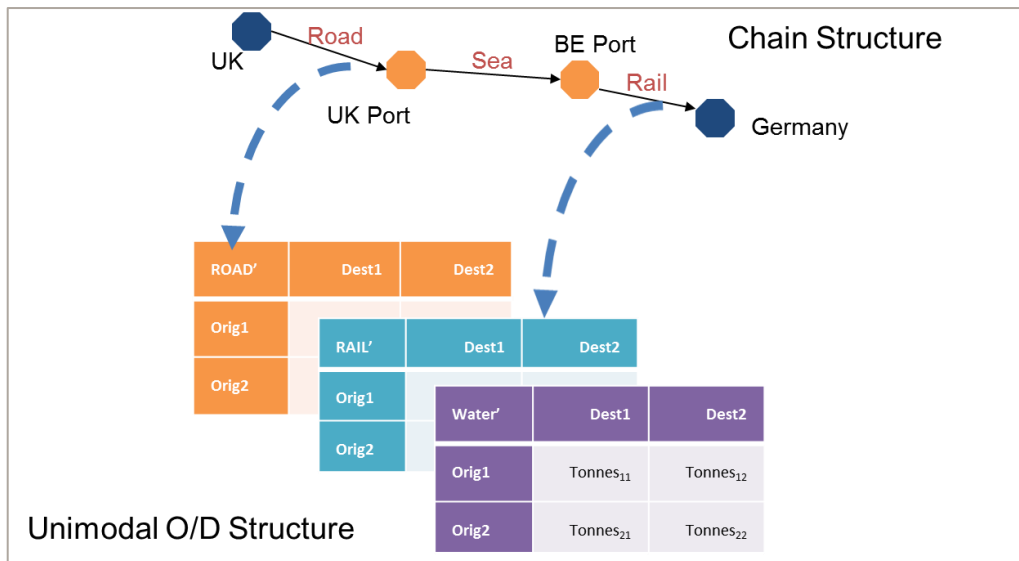 Road
UK
UK Port
Sea
BE Port
Rail
Germany
Chain Structure
ROAD’ Dest1 Dest2
Orig1
Orig2
RAIL’ Dest1 Dest2
Orig1
Orig2
Water’ Dest1 Dest2
Orig1 Tonnes₁₁ Tonnes₁₂
Orig2 Tonnes₂₁ Tonnes₂₂
Unimodal O/D Structure